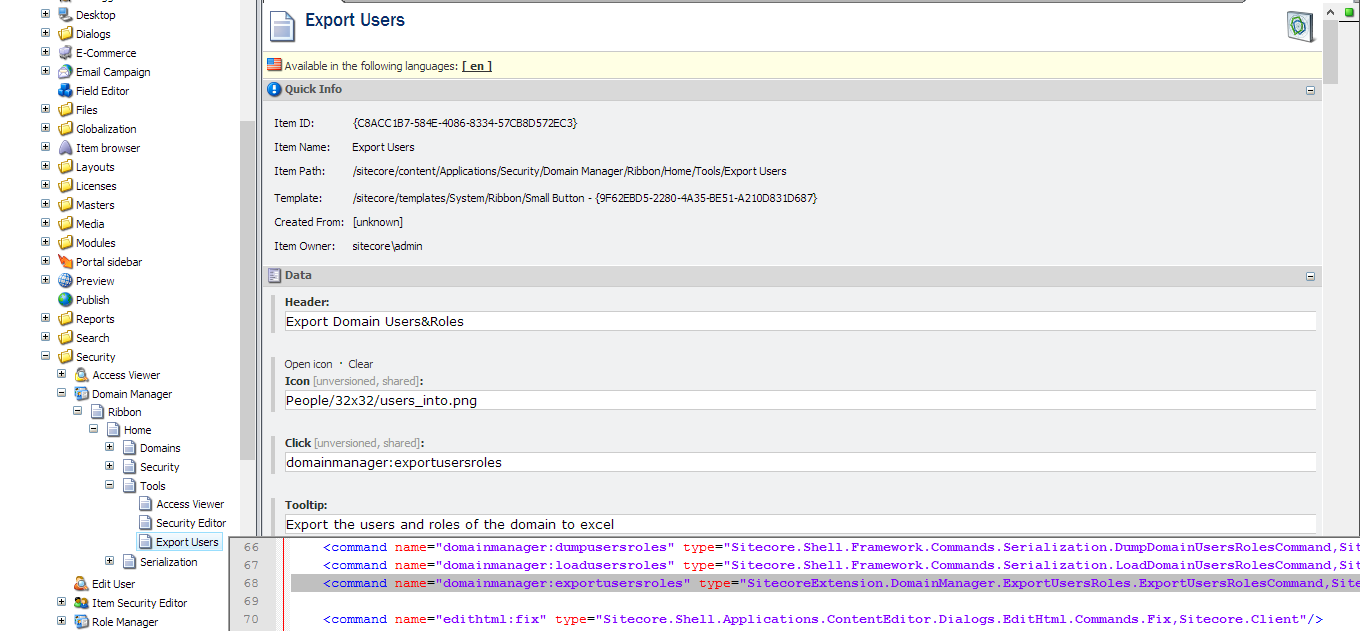 Desktop
Dialogs
E-Commerce
Email Campaign
Field Editor
Files
Globalization
Item browser
Layouts
Licenses
Masters
Media
Modules
Portal sidebar
Preview
Publish
Reports
Search
Security
Access Viewer
Domain Manager
Ribbon
Home
Domains
Security
Tools
Access Viewer
Security Editor
Export Users
Serialization
Edit User
Item Security Editor
Role Manager
Export Users
Available in the following languages: [ en ]
Quick Info
Item ID: {C8ACC1B7-584E-4086-8334-57CB8D572EC3}
Item Name: Export Users
Item Path: /sitecore/content/Applications/Security/Domain Manager/Ribbon/Home/Tools/Export Users
Template: /sitecore/templates/System/Ribbon/Small Button - {9F62EBD5-2280-4A35-BE51-A210D831D687}
Created From: [unknown]
Item Owner: sitecore\admin
Data
Header:
Export Domain Users&Roles
Open icon · Clear
Icon [unversioned, shared]:
People/32x32/users_into.png
Click [unversioned, shared]:
domainmanager:exportusersroles
Tooltip:
Export the users and roles of the domain to excel
66 <command name="domainmanager:dumpusersroles" type="Sitecore.Shell.Framework.Commands.Serialization.DumpDomainUsersRolesCommand,Sit
67 <command name="domainmanager:loadusersroles" type="Sitecore.Shell.Framework.Commands.Serialization.LoadDomainUsersRolesCommand,Sit
68 <command name="domainmanager:exportusersroles" type="SitecoreExtension.DomainManager.ExportUsersRoles.ExportUsersRolesCommand,Site
69
70 <command name="edithtml:fix" type="Sitecore.Shell.Applications.ContentEditor.Dialogs.EditHtml.Commands.Fix,Sitecore.Client"/>